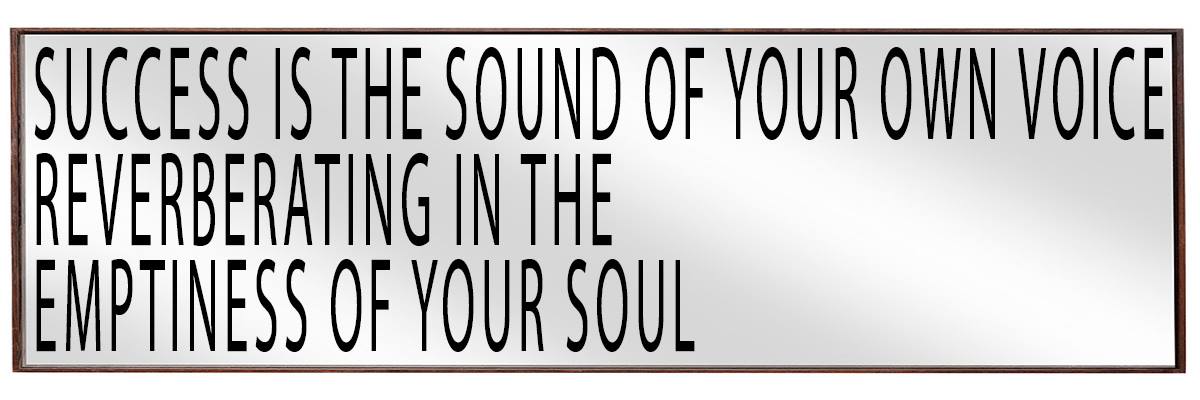 SUCCESS IS THE SOUND OF YOUR OWN VOICE
REVERBERATING IN THE
EMPTINESS OF YOUR SOUL